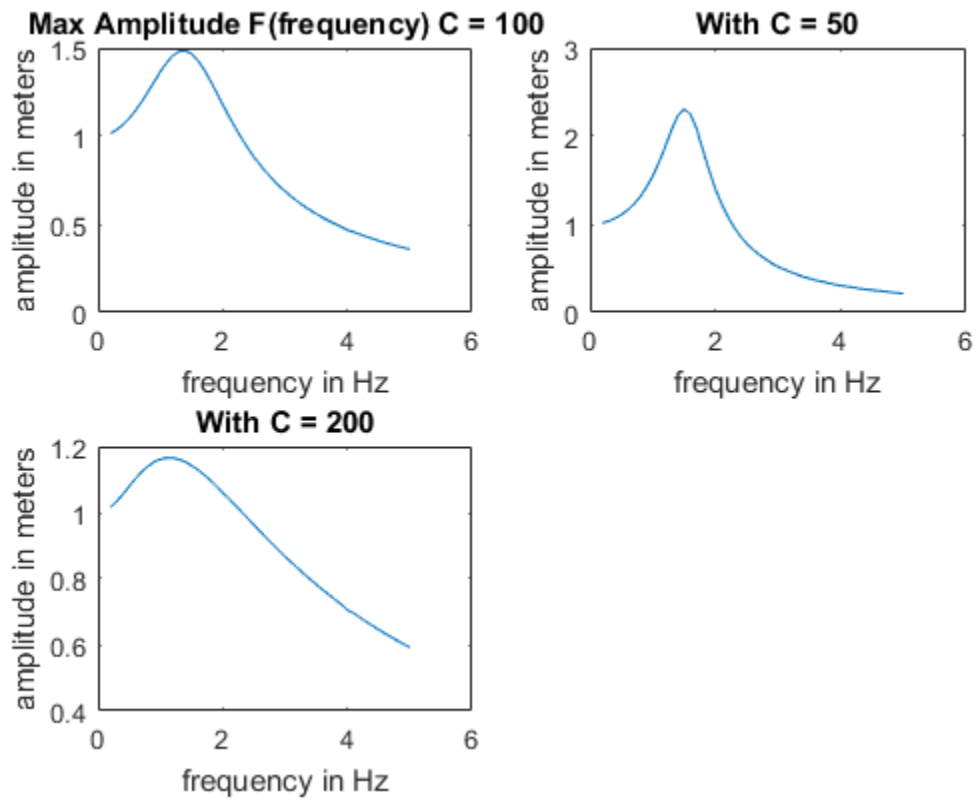 Max Amplitude F(frequency) C = 100
1.5
1
0.5
0
0 2 4 6
amplitude in meters
frequency in Hz
With C = 50
3
2
1
0
0 2 4 6
amplitude in meters
frequency in Hz
With C = 200
1.2
1
0.8
0.6
0.4
0 2 4 6
amplitude in meters
frequency in Hz